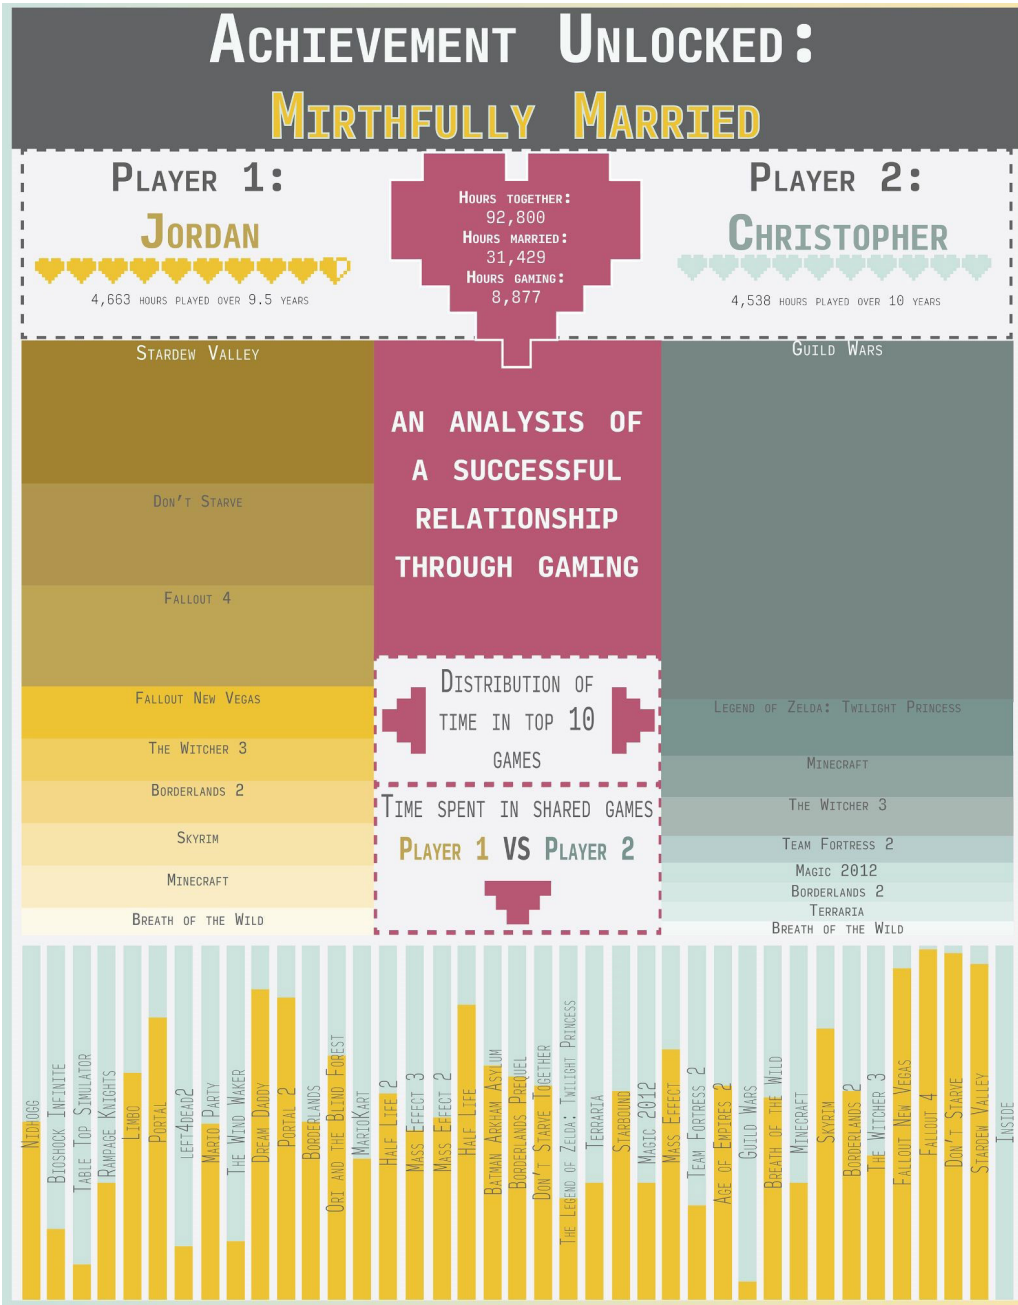 Achievement Unlocked:
Mirthfully Married
Player 1:
Jordan
4,663 hours played over 9.5 years
Hours together:
92,800
Hours married:
31,429
Hours gaming:
8,877
Player 2:
Christopher
4,538 hours played over 10 years
Stardew Valley
Don't Starve
Fallout 4
Fallout New Vegas
The Witcher 3
Borderlands 2
Skyrim
Minecraft
Breath of the Wild
AN ANALYSIS OF
A SUCCESSFUL
RELATIONSHIP
THROUGH GAMING
Distribution of
time in top 10
games
Time spent in shared games
Player 1 VS Player 2
Guild Wars
Legend of Zelda: Twilight Princess
Minecraft
The Witcher 3
Team Fortress 2
Magic 2012
Borderlands 2
Terraria
Breath of the Wild
Nidhogg
Bioshock Infinite
Table Top Simulator
Rampage Knights
Limbo
Portal
left4dead2
Mario Party
The Wind Waker
Dream Daddy
Portal 2
Borderlands
Ori and the Blind Forest
MarioKart
Half Life 2
Mass Effect 3
Mass Effect 2
Half Life
Batman Arkham Asylum
Borderlands Prequel
Don't Starve Together
The Legend of Zelda: Twilight Princess
Terraria
Starbound
Magic 2012
Mass Effect
Team Fortress 2
Age of Empires 2
Guild Wars
Breath of the Wild
Minecraft
Skyrim
Borderlands 2
The Witcher 3
Fallout New Vegas
Fallout 4
Don't Starve
Stardew Valley
Inside